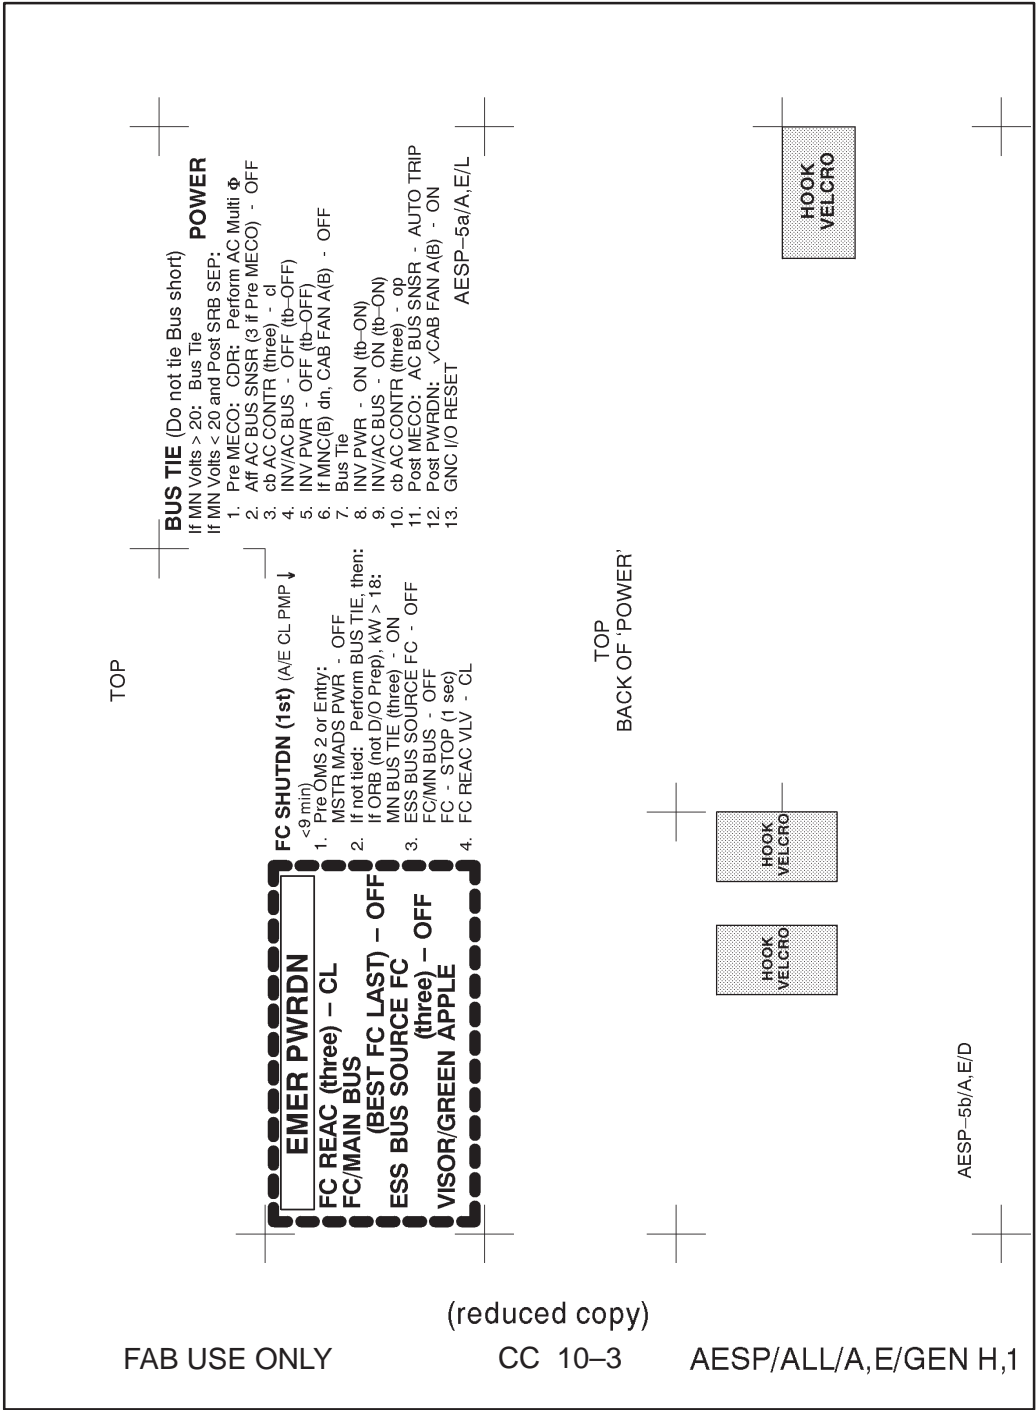 TOP
EMER PWRDN
FC REAC (three) – CL
FC/MAIN BUS
(BEST FC LAST) – OFF
ESS BUS SOURCE FC
(three) – OFF
VISOR/GREEN APPLE
FC SHUTDN (1st) (A/E CL PMP ↓
<9 min)
1. Pre OMS 2 or Entry:
MSTR MADS PWR - OFF
2. If not tied: Perform BUS TIE, then:
If ORB (not D/O Prep), kW > 18:
MN BUS TIE (three) - ON
3. ESS BUS SOURCE FC - OFF
FC/MN BUS - OFF
FC - STOP (1 sec)
4. FC REAC VLV - CL
BUS TIE (Do not tie Bus short)
If MN Volts > 20: Bus Tie
POWER
If MN Volts < 20 and Post SRB SEP:
1. Pre MECO: CDR: Perform AC Multi Φ
2. Aff AC BUS SNSR (3 if Pre MECO) - OFF
3. cb AC CONTR (three) - cl
4. INV/AC BUS - OFF (tb–OFF)
5. INV PWR - OFF (tb–OFF)
6. If MNC(B) dn, CAB FAN A(B) - OFF
7. Bus Tie
8. INV PWR - ON (tb–ON)
9. INV/AC BUS - ON (tb–ON)
10. cb AC CONTR (three) - op
11. Post MECO: AC BUS SNSR - AUTO TRIP
12. Post PWRDN: √CAB FAN A(B) - ON
13. GNC I/O RESET
AESP–5a/A,E/L
TOP
BACK OF 'POWER'
HOOK
VELCRO
HOOK
VELCRO
HOOK
VELCRO
AESP–5b/A,E/D
(reduced copy)
FAB USE ONLY CC 10–3 AESP/ALL/A,E/GEN H,1